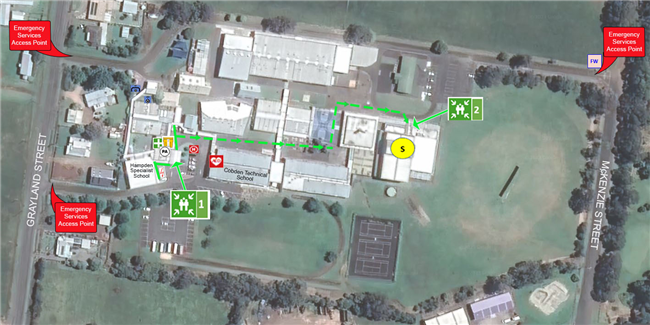 Emergency
Services
Access Point
Emergency
Services
Access Point
FW
2
PA
S
Hampden
Specialist
School
Cobden Technical
School
1
Emergency
Services
Access Point
GRAYLAND STREET
McKENZIE STREET